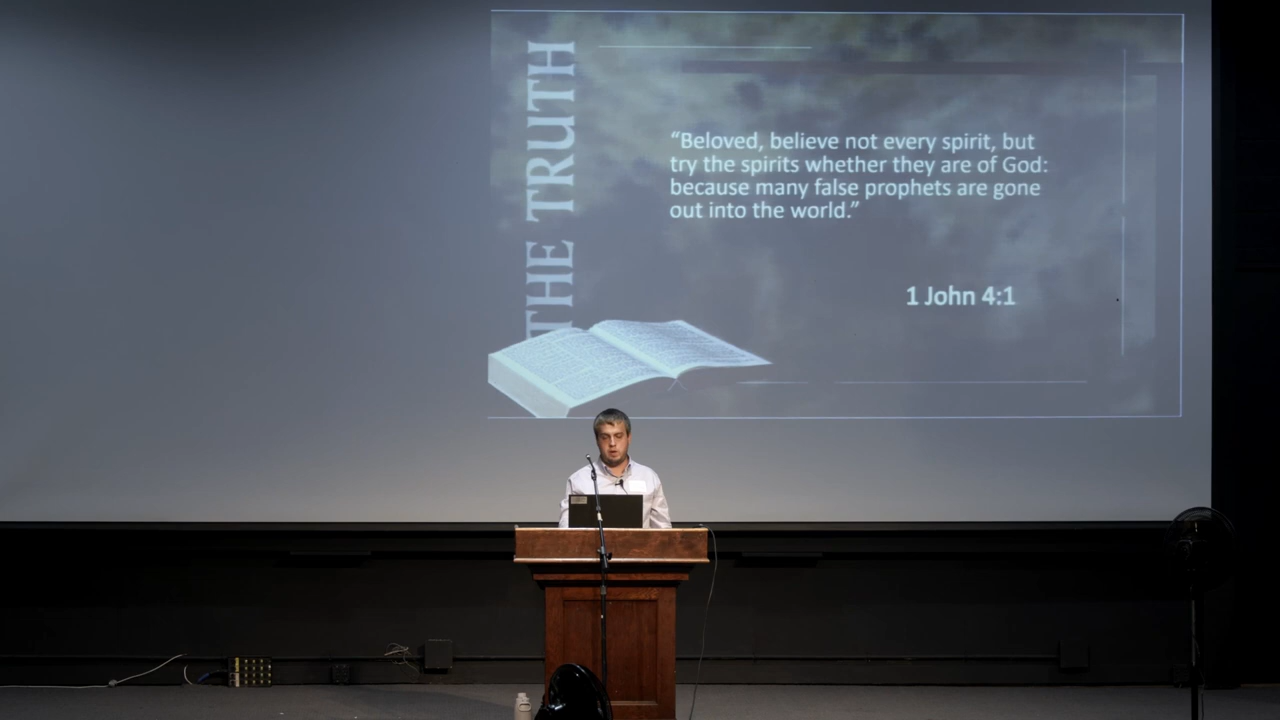 THE TRUTH
“Beloved, believe not every spirit, but
try the spirits whether they are of God:
because many false prophets are gone
out into the world.”
1 John 4:1